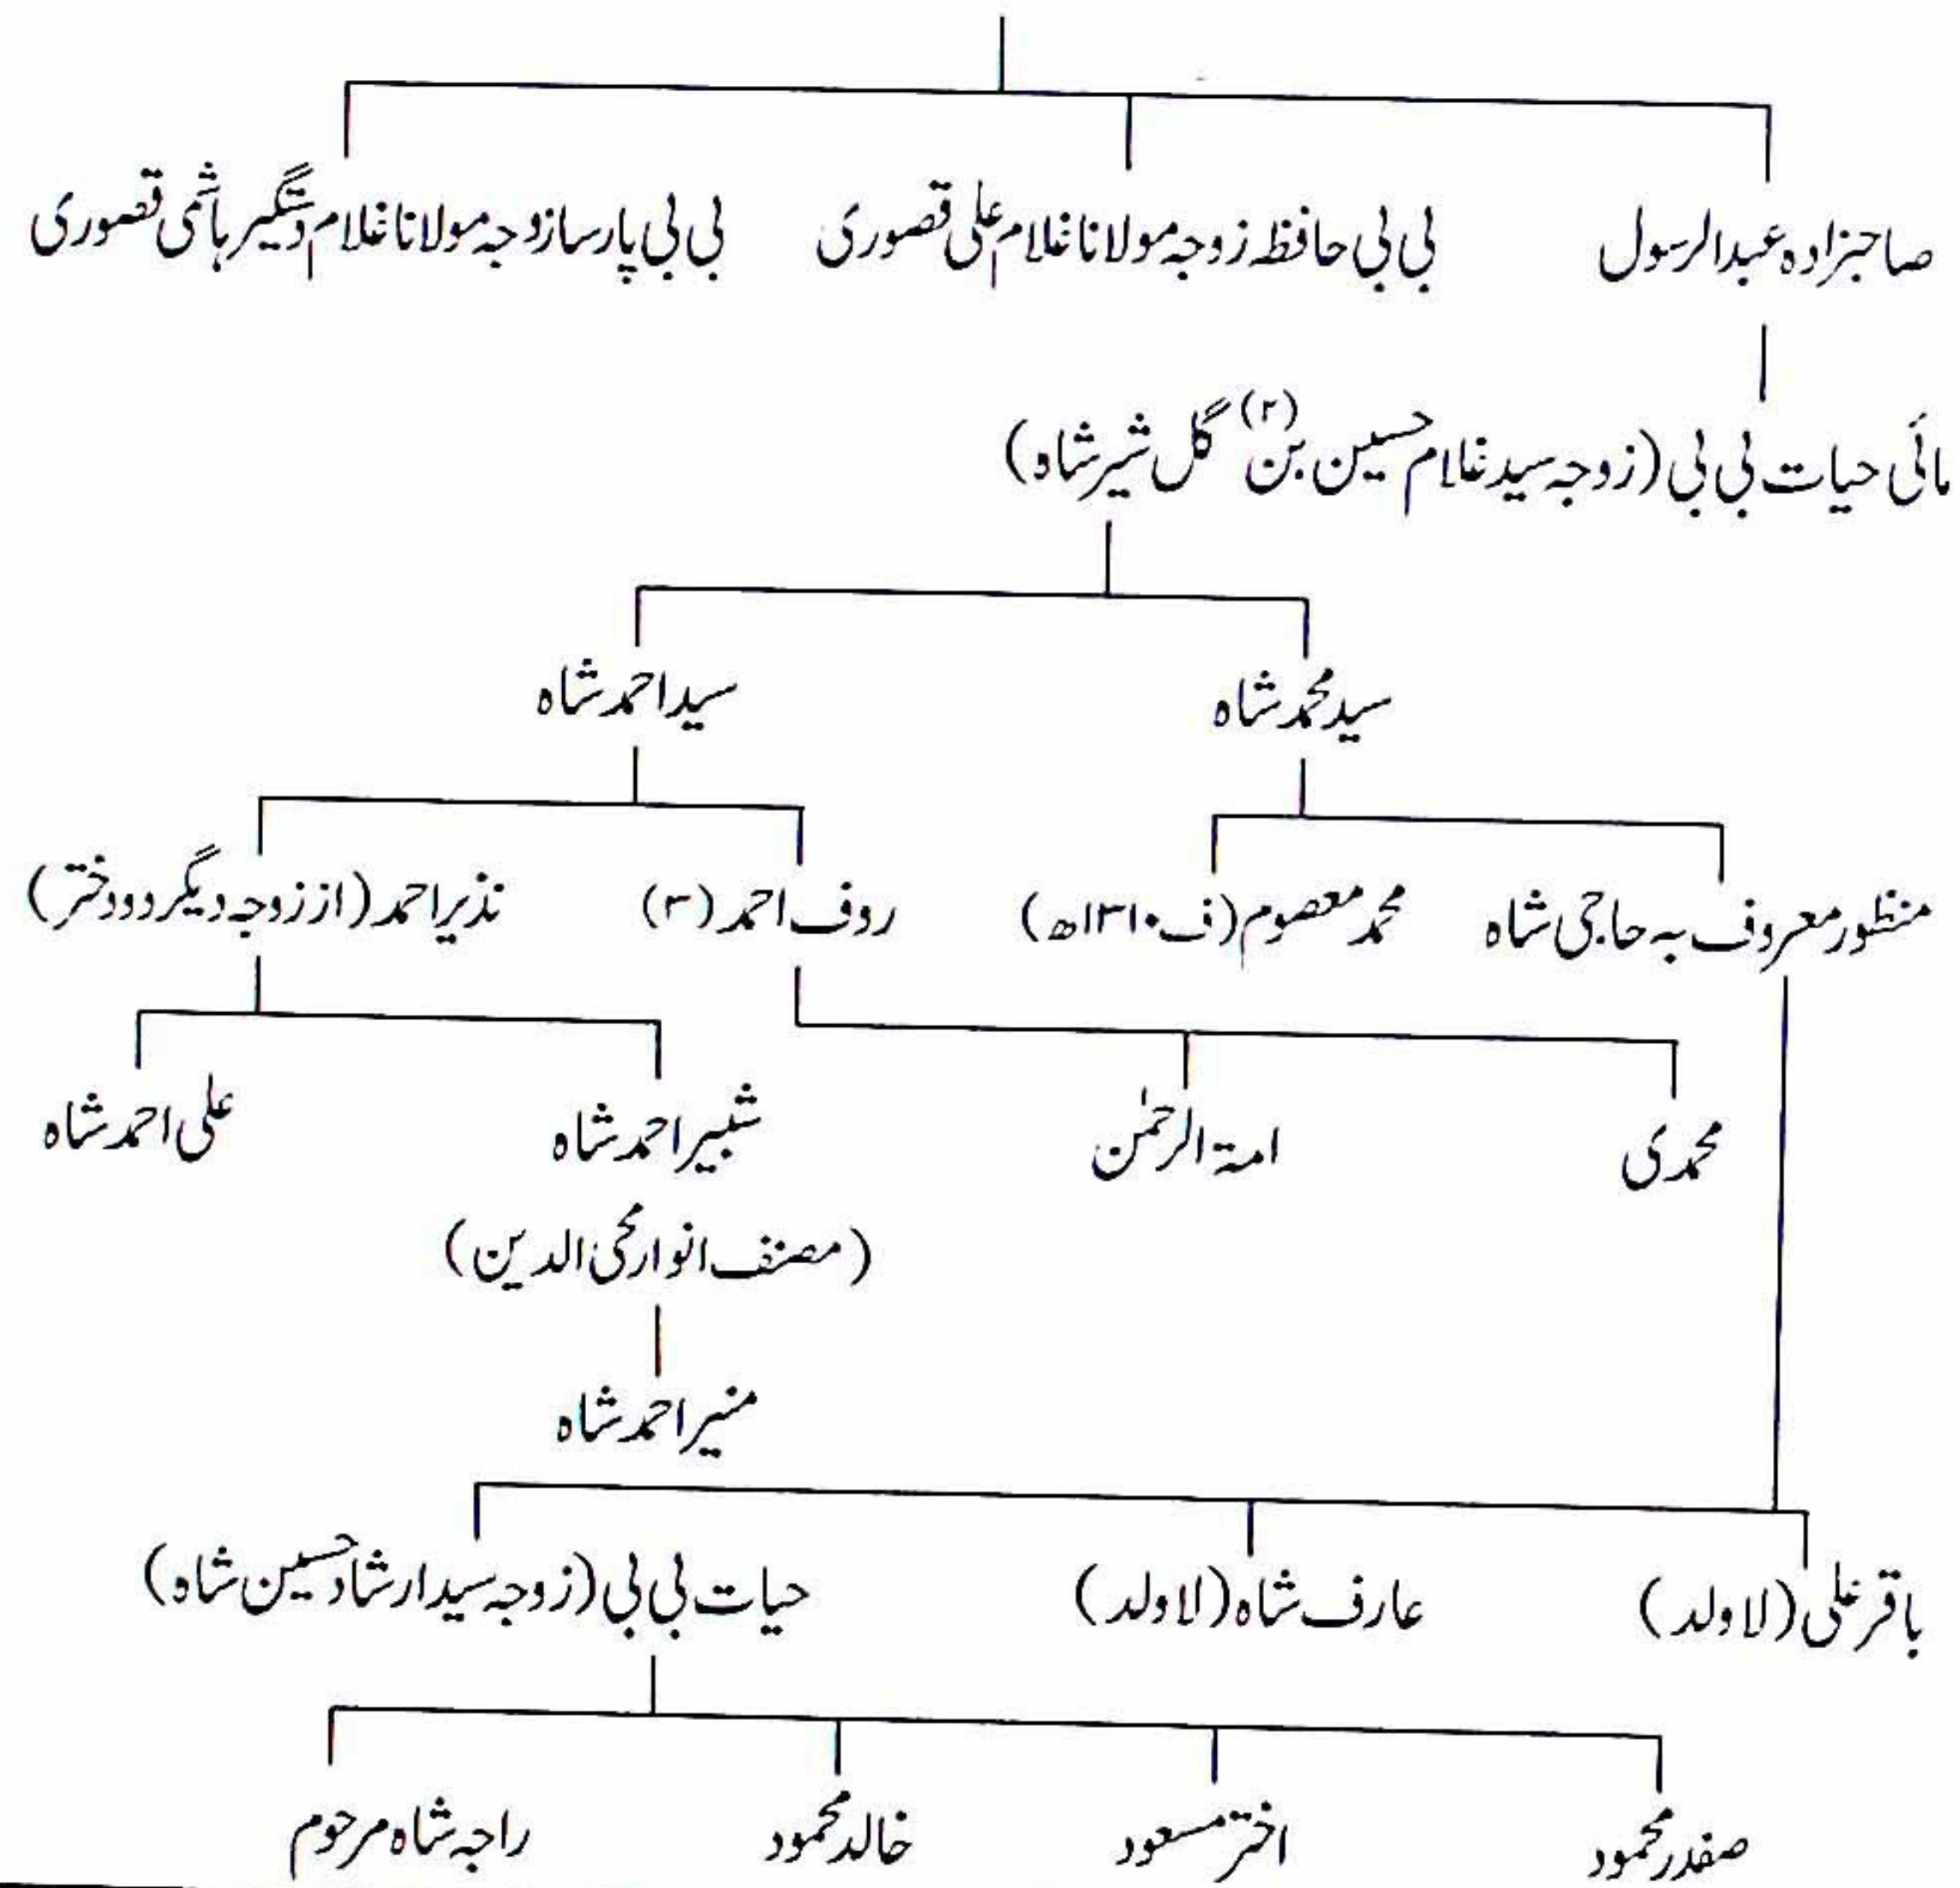 صاحبزادہ عبدالرسول
بی بی حافظہ زوجہ مولانا غلام علی قصوری
بی بی پارسا زوجہ مولانا غلام دستگیر ہاشمی قصوری
مائی حیات بی بی (زوجہ سید غلام حسین بن (۲) گل شیر شاہ)
سید محمد شاہ
سید احمد شاہ
منظور معروف بہ حاجی شاہ
محمد معصوم (ف ۱۳۱۰ھ)
روف احمد (۳)
نذیر احمد (از زوجہ دیگر دو دختر)
محمدی
امۃ الرحمٰن
شبیر احمد شاہ
علی احمد شاہ
(مصنف انوار محی الدین)
منیر احمد شاہ
باقر علی (لاولد)
عارف شاہ (لاولد)
حیات بی بی (زوجہ سید ارشاد حسین شاہ)
صفدر محمود
اختر مسعود
خالد محمود
راجہ شاہ مرحوم